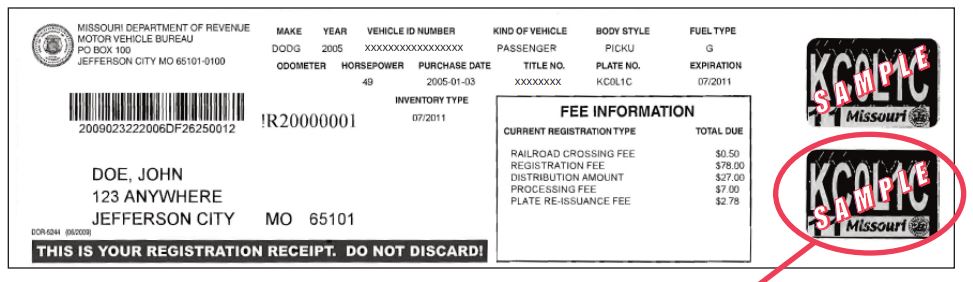 MISSOURI DEPARTMENT OF REVENUE
MOTOR VEHICLE BUREAU
PO BOX 100
JEFFERSON CITY MO 65101-0100
MAKE YEAR VEHICLE ID NUMBER KIND OF VEHICLE BODY STYLE FUEL TYPE
DODG 2005 XXXXXXXXXXXXXXXXX PASSENGER PICKU G
ODOMETER HORSEPOWER PURCHASE DATE TITLE NO. PLATE NO. EXPIRATION
49 2005-01-03 XXXXXXXX KC0L1C 07/2011
INVENTORY TYPE
07/2011
2009023222006DF26250012
!R20000001
DOE, JOHN
123 ANYWHERE
JEFFERSON CITY MO 65101
DOR-5244 (06/2009)
THIS IS YOUR REGISTRATION RECEIPT. DO NOT DISCARD!
FEE INFORMATION
CURRENT REGISTRATION TYPE TOTAL DUE
RAILROAD CROSSING FEE $0.50
REGISTRATION FEE $78.00
DISTRIBUTION AMOUNT $27.00
PROCESSING FEE $7.00
PLATE RE-ISSUANCE FEE $2.78
KC0L1C
SAMPLE
11 Missouri
KC0L1C
SAMPLE
11 Missouri